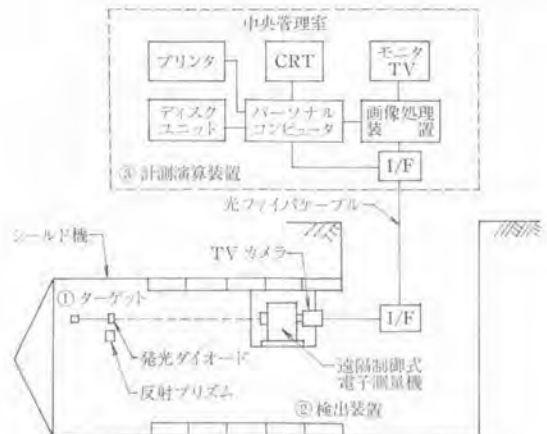 中央管理室
プリンタ
CRT
モニタ
TV
ディスク
ユニット
パーソナル
コンピュータ
画像処理
装 置
③ 計測演算装置
I/F
光ファイバケーブル
シールド機
TV カメラ
① ターゲット
I/F
発光ダイオード
遠隔制御式
電子測量機
反射プリズム
② 検出装置